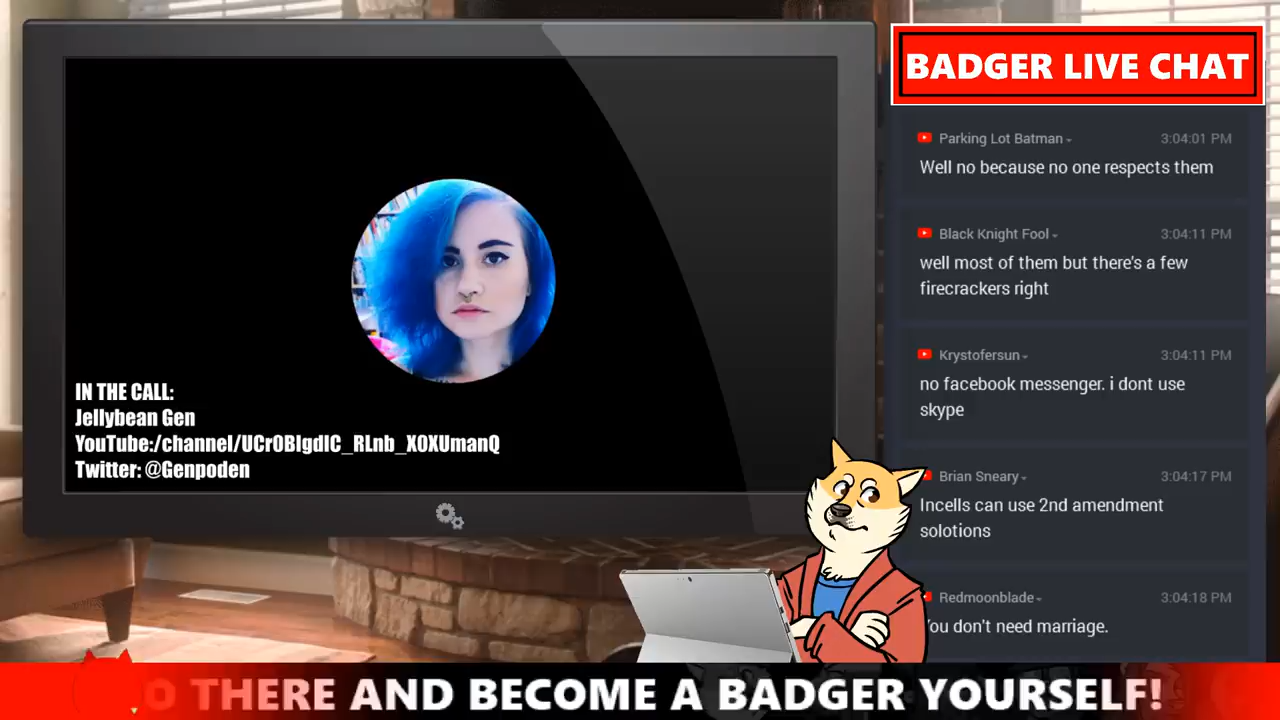 BADGER LIVE CHAT
Parking Lot Batman
3:04:01 PM
Well no because no one respects them
Black Knight Fool
3:04:11 PM
well most of them but there's a few
firecrackers right
Krystofersun
3:04:11 PM
no facebook messenger. i dont use
skype
Brian Sneary
3:04:17 PM
Incells can use 2nd amendment
solotions
Redmoonblade
3:04:18 PM
You don't need marriage.
IN THE CALL:
Jellybean Gen
YouTube:/channel/UCrOBIgdIC_RLnb_XOXUmanQ
Twitter: @Genpoden
O THERE AND BECOME A BADGER YOURSELF!